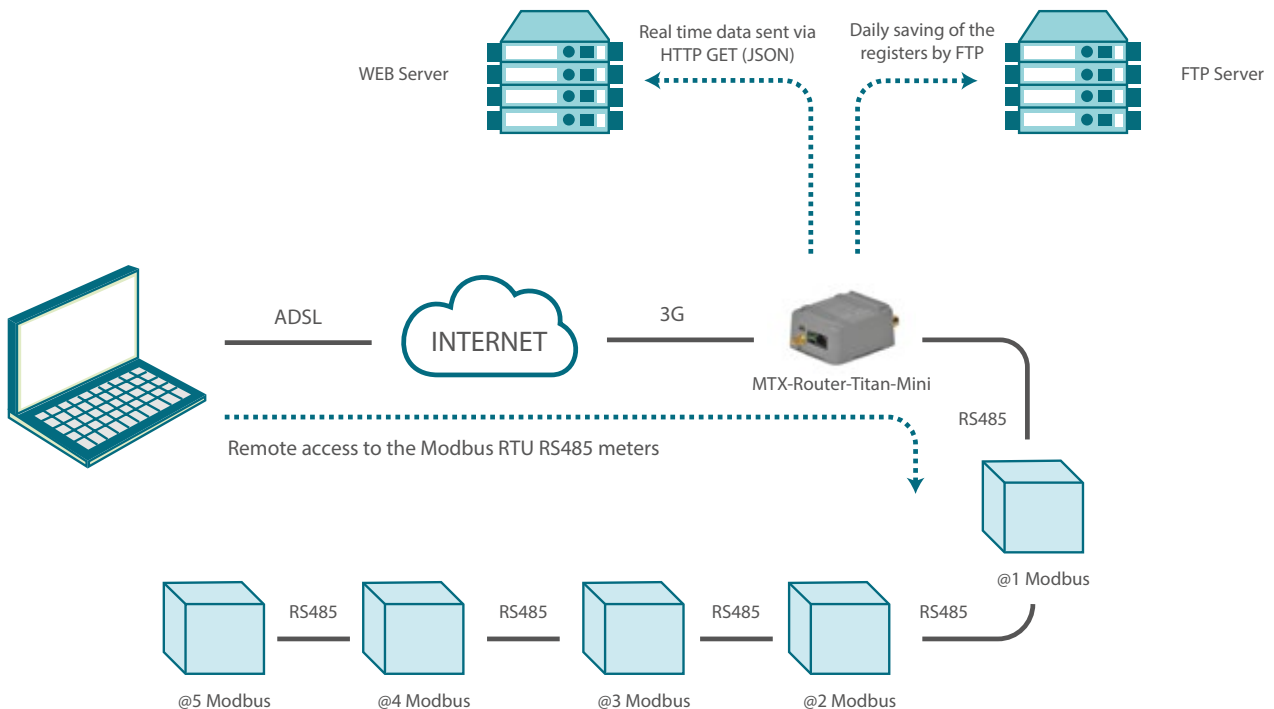 Real time data sent via
HTTP GET (JSON)
Daily saving of the
registers by FTP
WEB Server
FTP Server
ADSL
INTERNET
3G
MTX-Router-Titan-Mini
RS485
Remote access to the Modbus RTU RS485 meters
@1 Modbus
RS485
RS485
RS485
RS485
@5 Modbus
@4 Modbus
@3 Modbus
@2 Modbus